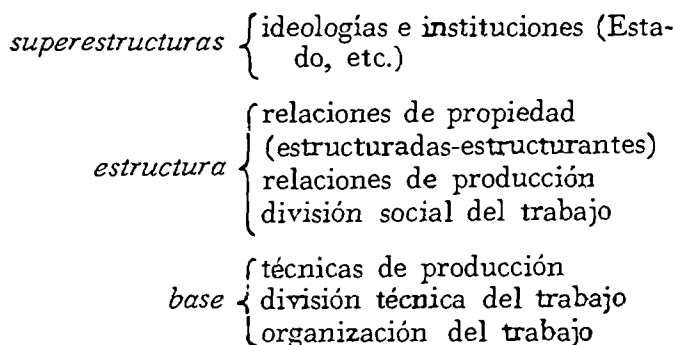 superestructuras { ideologías e instituciones (Esta-
do, etc.)
relaciones de propiedad
(estructuradas-estructurantes)
estructura { relaciones de producción
división social del trabajo
técnicas de producción
base { división técnica del trabajo
organización del trabajo